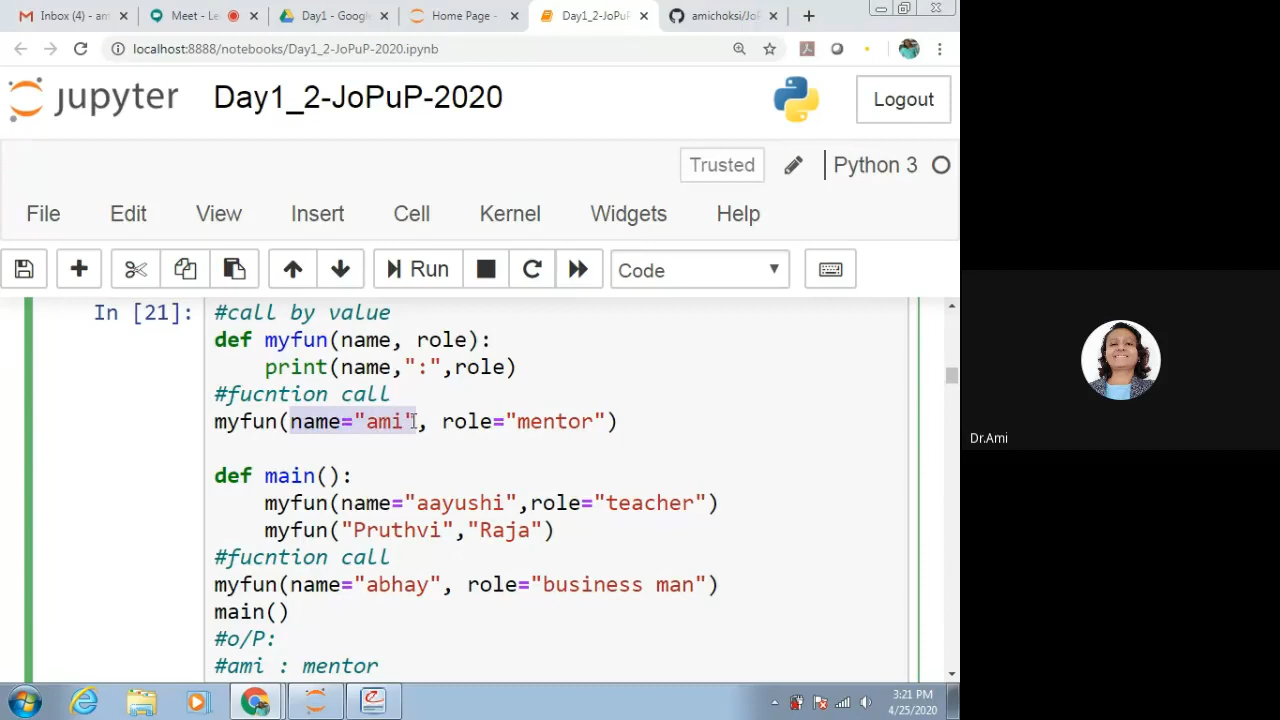 Inbox (4) - am
Meet - Le
Day1 - Google
Home Page -
Day1_2-JoPuP
amichoksi/JoP
localhost:8888/notebooks/Day1_2-JoPuP-2020.ipynb
jupyter
Day1_2-JoPuP-2020
Logout
Trusted
Python 3
File
Edit
View
Insert
Cell
Kernel
Widgets
Help
Run
Code
In [21]:
#call by value
def myfun(name, role):
print(name,":",role)
#fucntion call
myfun(name="ami", role="mentor")
def main():
myfun(name="aayushi",role="teacher")
myfun("Pruthvi","Raja")
#fucntion call
myfun(name="abhay", role="business man")
main()
#o/P:
#ami : mentor
Dr.Ami
3:21 PM
4/25/2020